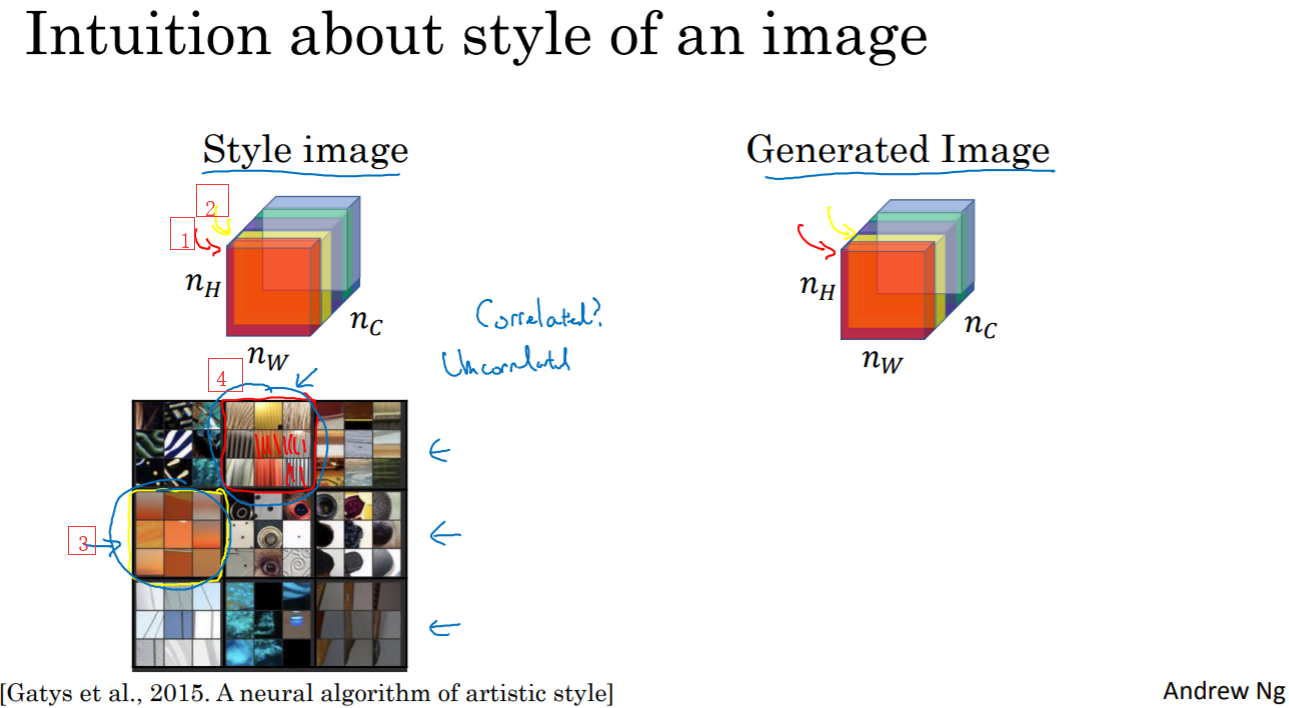 Intuition about style of an image
Style image
Generated Image
2
1
n_H
n_C
n_W
n_H
n_C
n_W
Correlated?
Uncorrelated
4
3
[Gatys et al., 2015. A neural algorithm of artistic style]
Andrew Ng